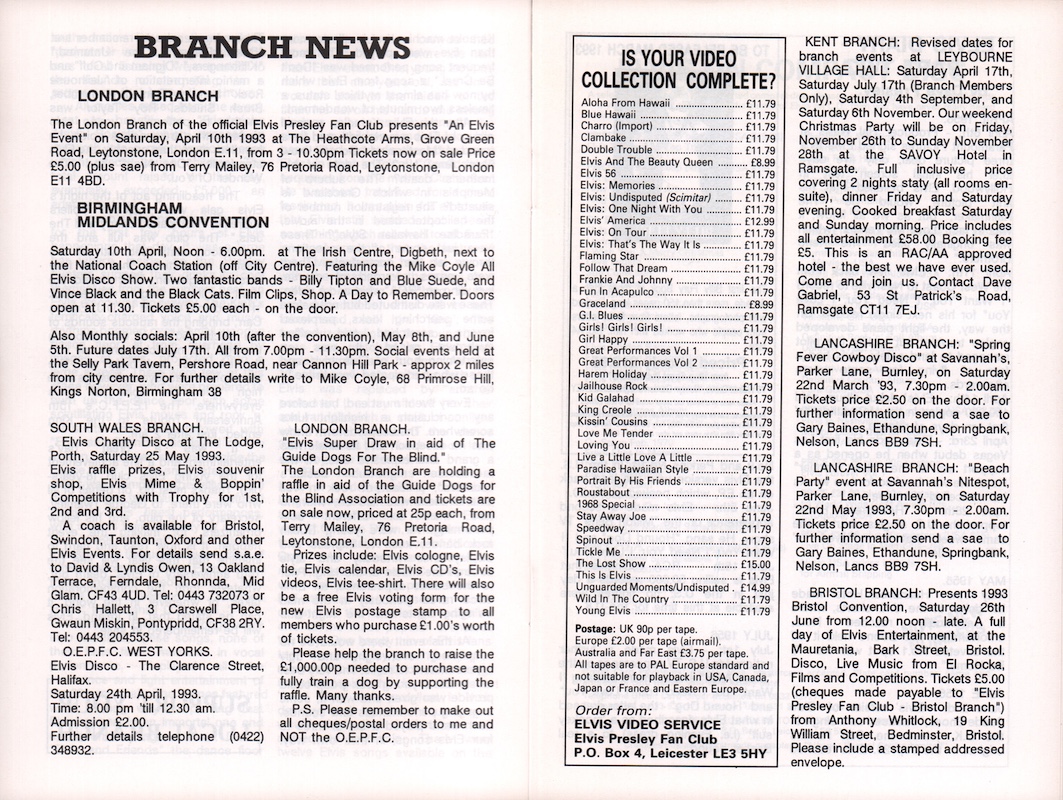 BRANCH NEWS
LONDON BRANCH
The London Branch of the official Elvis Presley Fan Club presents "An Elvis
Event" on Saturday, April 10th 1993 at The Heathcote Arms, Grove Green
Road, Leytonstone, London E.11, from 3 - 10.30pm Tickets now on sale Price
£5.00 (plus sae) from Terry Mailey, 76 Pretoria Road, Leytonstone, London
E11 4BD.
BIRMINGHAM
MIDLANDS CONVENTION
Saturday 10th April, Noon - 6.00pm. at The Irish Centre, Digbeth, next to
the National Coach Station (off City Centre). Featuring the Mike Coyle All
Elvis Disco Show. Two fantastic bands - Billy Tipton and Blue Suede, and
Vince Black and the Black Cats. Film Clips, Shop. A Day to Remember. Doors
open at 11.30. Tickets £5.00 each - on the door.
Also Monthly socials: April 10th (after the convention), May 8th, and June
5th. Future dates July 17th. All from 7.00pm - 11.30pm. Social events held at
the Selly Park Tavern, Pershore Road, near Cannon Hill Park - approx 2 miles
from city centre. For further details write to Mike Coyle, 68 Primrose Hill,
Kings Norton, Birmingham 38
SOUTH WALES BRANCH.
Elvis Charity Disco at The Lodge,
Porth, Saturday 25 May 1993.
Elvis raffle prizes, Elvis souvenir
shop, Elvis Mime & Boppin'
Competitions with Trophy for 1st,
2nd and 3rd.
A coach is available for Bristol,
Swindon, Taunton, Oxford and other
Elvis Events. For details send s.a.e.
to David & Lyndis Owen, 13 Oakland
Terrace, Ferndale, Rhonnda, Mid
Glam. CF43 4UD. Tel: 0443 732073 or
Chris Hallett, 3 Carswell Place,
Gwaun Miskin, Pontypridd, CF38 2RY.
Tel: 0443 204553.
O.E.P.F.C. WEST YORKS.
Elvis Disco - The Clarence Street,
Halifax.
Saturday 24th April, 1993.
Time: 8.00 pm 'till 12.30 am.
Admission £2.00.
Further details telephone (0422)
348932.
LONDON BRANCH.
"Elvis Super Draw in aid of The
Guide Dogs For The Blind."
The London Branch are holding a
raffle in aid of the Guide Dogs for
the Blind Association and tickets are
on sale now, priced at 25p each, from
Terry Mailey, 76 Pretoria Road,
Leytonstone, London E.11.
Prizes include: Elvis cologne, Elvis
tie, Elvis calendar, Elvis CD's, Elvis
videos, Elvis tee-shirt. There will also
be a free Elvis voting form for the
new Elvis postage stamp to all
members who purchase £1.00's worth
of tickets.
Please help the branch to raise the
£1,000.00p needed to purchase and
fully train a dog by supporting the
raffle. Many thanks.
P.S. Please remember to make out
all cheques/postal orders to me and
NOT the O.E.P.F.C.
IS YOUR VIDEO
COLLECTION COMPLETE?
Aloha From Hawaii .................... £11.79
Blue Hawaii .................... £11.79
Charro (Import) .................... £11.79
Clambake .................... £11.79
Double Trouble .................... £11.79
Elvis And The Beauty Queen .......... £8.99
Elvis 56 .................... £11.79
Elvis: Memories .................... £11.79
Elvis: Undisputed (Scimitar) ........ £11.79
Elvis: One Night With You ............ £11.79
Elvis' America .................... £12.99
Elvis: On Tour .................... £11.79
Elvis: That's The Way It Is ............ £11.79
Flaming Star .................... £11.79
Follow That Dream .................... £11.79
Frankie And Johnny .................... £11.79
Fun In Acapulco .................... £11.79
Graceland .................... £8.99
G.I. Blues .................... £11.79
Girls! Girls! Girls! .................... £11.79
Girl Happy .................... £11.79
Great Performances Vol 1 ............ £11.79
Great Performances Vol 2 ............ £11.79
Harem Holiday .................... £11.79
Jailhouse Rock .................... £11.79
Kid Galahad .................... £11.79
King Creole .................... £11.79
Kissin' Cousins .................... £11.79
Love Me Tender .................... £11.79
Loving You .................... £11.79
Live a Little Love A Little ............ £11.79
Paradise Hawaiian Style .............. £11.79
Portrait By His Friends .............. £11.79
Roustabout .................... £11.79
1968 Special .................... £11.79
Stay Away Joe .................... £11.79
Speedway .................... £11.79
Spinout .................... £11.79
Tickle Me .................... £11.79
The Lost Show .................... £15.00
This Is Elvis .................... £11.79
Unguarded Moments/Undisputed . £14.99
Wild In The Country .................... £11.79
Young Elvis .................... £11.79
Postage: UK 90p per tape.
Europe £2.00 per tape (airmail).
Australia and Far East £3.75 per tape.
All tapes are to PAL Europe standard and
not suitable for playback in USA, Canada,
Japan or France and Eastern Europe.
Order from:
ELVIS VIDEO SERVICE
Elvis Presley Fan Club
P.O. Box 4, Leicester LE3 5HY
KENT BRANCH: Revised dates for
branch events at LEYBOURNE
VILLAGE HALL: Saturday April 17th,
Saturday July 17th (Branch Members
Only), Saturday 4th September, and
Saturday 6th November. Our weekend
Christmas Party will be on Friday,
November 26th to Sunday November
28th at the SAVOY Hotel in
Ramsgate. Full inclusive price
covering 2 nights staty (all rooms en-
suite), dinner Friday and Saturday
evening. Cooked breakfast Saturday
and Sunday morning. Price includes
all entertainment £58.00 Booking fee
£5. This is an RAC/AA approved
hotel - the best we have ever used.
Come and join us. Contact Dave
Gabriel, 53 St Patrick's Road,
Ramsgate CT11 7EJ.
LANCASHIRE BRANCH: "Spring
Fever Cowboy Disco" at Savannah's,
Parker Lane, Burnley, on Saturday
22nd March '93, 7.30pm - 2.00am.
Tickets price £2.50 on the door. For
further information send a sae to
Gary Baines, Ethandune, Springbank,
Nelson, Lancs BB9 7SH.
LANCASHIRE BRANCH: "Beach
Party" event at Savannah's Nitespot,
Parker Lane, Burnley, on Saturday
22nd May 1993, 7.30pm - 2.00am.
Tickets price £2.50 on the door. For
further information send a sae to
Gary Baines, Ethandune, Springbank,
Nelson, Lancs BB9 7SH.
BRISTOL BRANCH: Presents 1993
Bristol Convention, Saturday 26th
June from 12.00 noon - late. A full
day of Elvis Entertainment, at the
Mauretania, Bark Street, Bristol.
Disco, Live Music from El Rocka,
Films and Competitions. Tickets £5.00
(cheques made payable to "Elvis
Presley Fan Club - Bristol Branch")
from Anthony Whitlock, 19 King
William Street, Bedminster, Bristol.
Please include a stamped addressed
envelope.